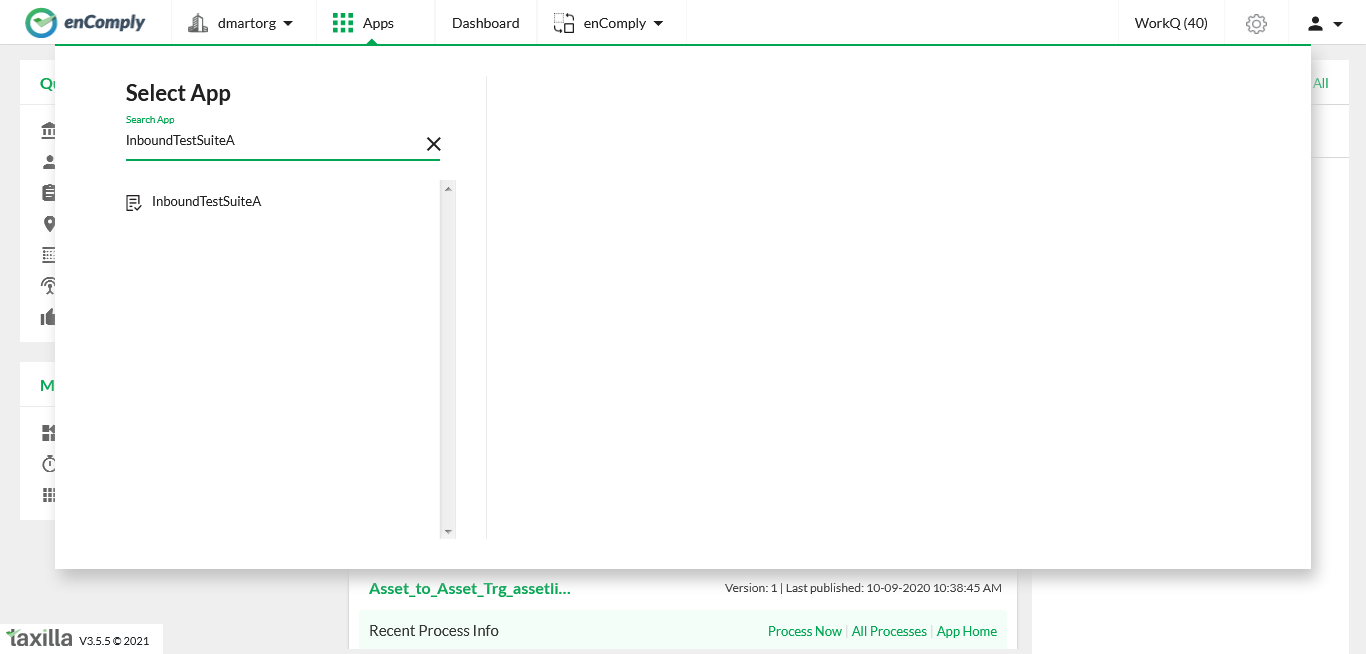 enComply dmartorg Apps Dashboard enComply WorkQ (40)
Select App
Search App
InboundTestSuiteA
InboundTestSuiteA
All
Asset_to_Asset_Trg_assetli... Version: 1 | Last published: 10-09-2020 10:38:45 AM
Recent Process Info Process Now All Processes App Home
taxilla V3.5.5 © 2021